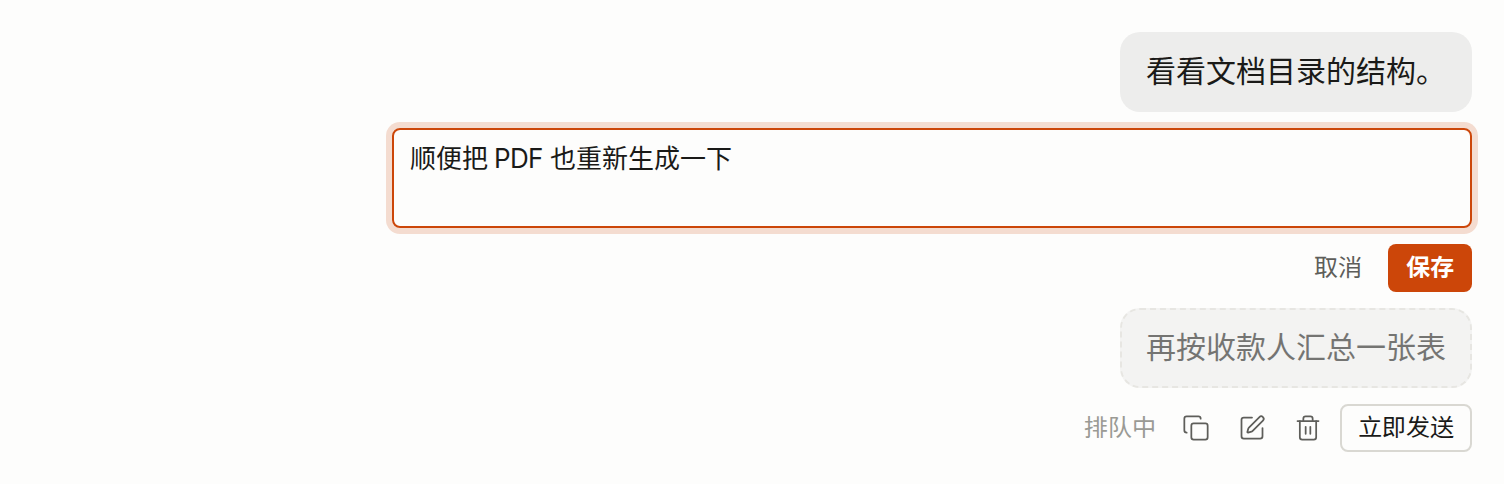 看看文档目录的结构。
顺便把 PDF 也重新生成一下
取消 保存
再按收款人汇总一张表
排队中 立即发送